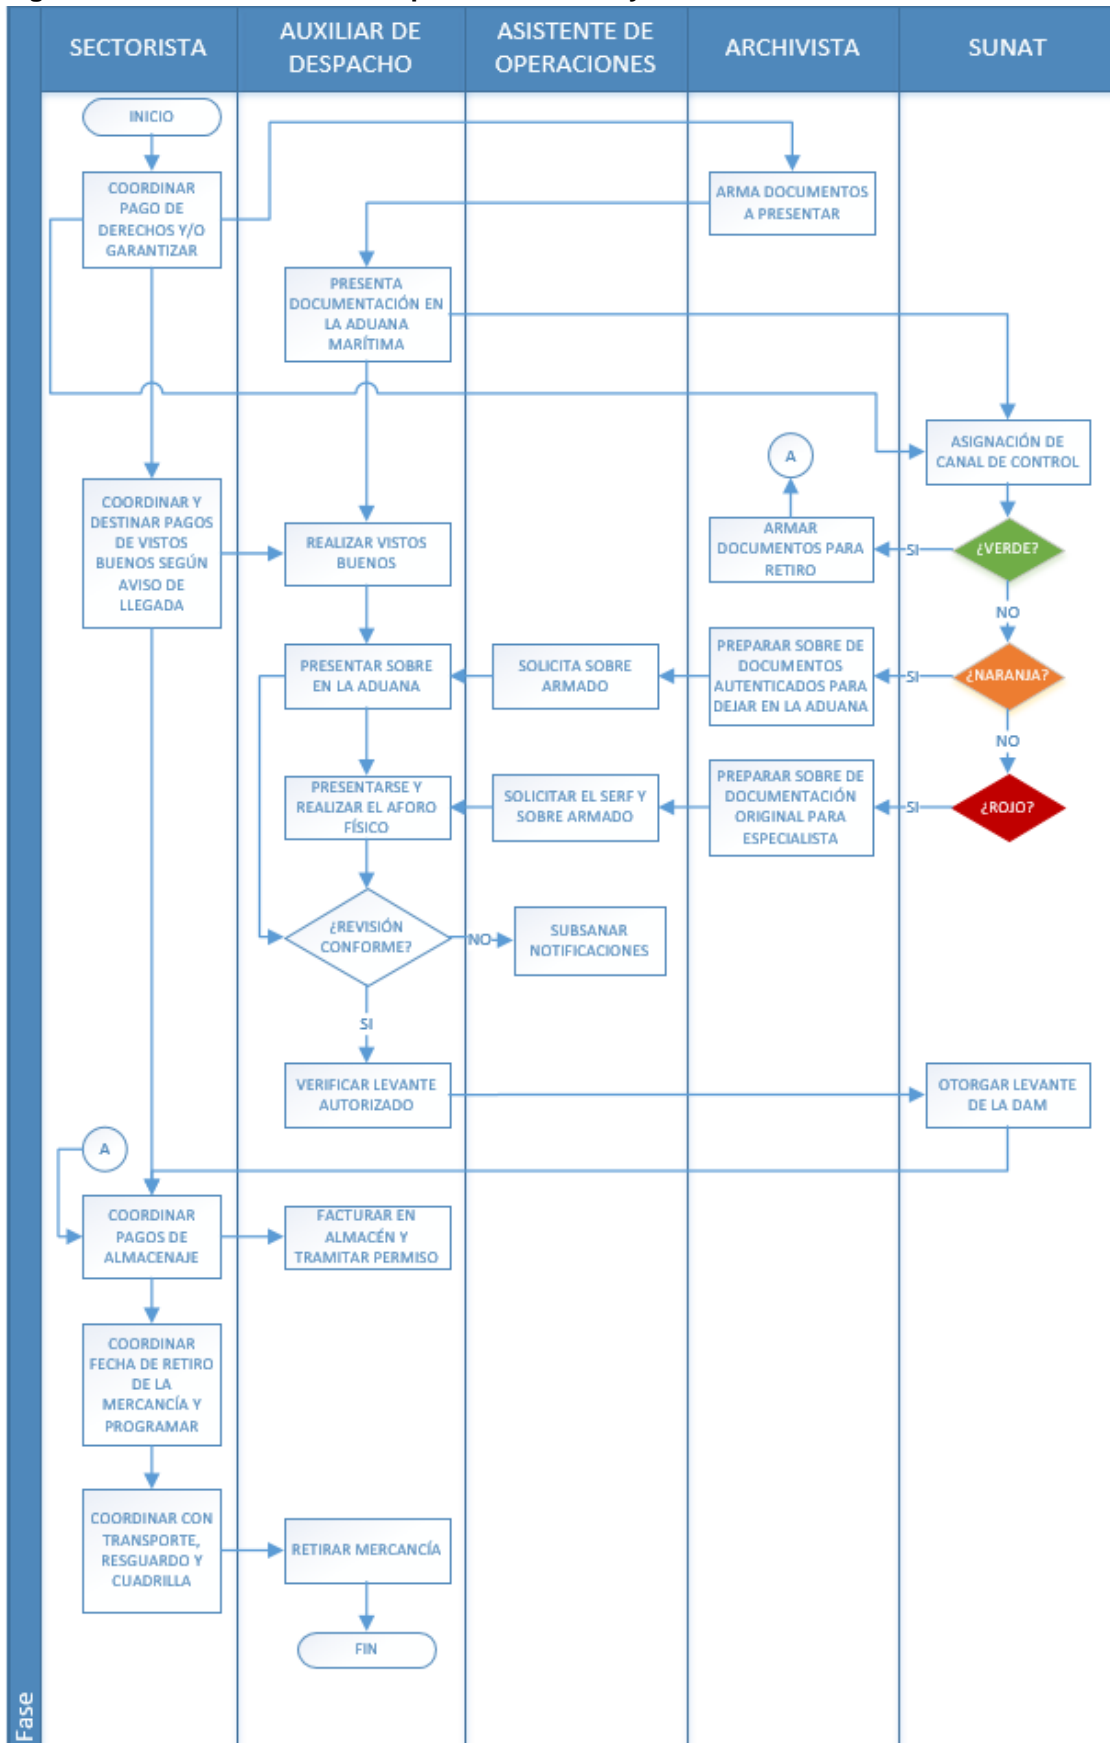 SECTORISTA
AUXILIAR DE
DESPACHO
ASISTENTE DE
OPERACIONES
ARCHIVISTA
SUNAT
INICIO
COORDINAR
PAGO DE
DERECHOS Y/O
GARANTIZAR
ARMA DOCUMENTOS
A PRESENTAR
PRESENTA
DOCUMENTACIÓN EN
LA ADUANA
MARÍTIMA
ASIGNACIÓN DE
CANAL DE CONTROL
A
COORDINAR Y
DESTINAR PAGOS
DE VISTOS
BUENOS SEGÚN
AVISO DE
LLEGADA
REALIZAR VISTOS
BUENOS
ARMAR
DOCUMENTOS PARA
RETIRO
SI
¿VERDE?
NO
PRESENTAR SOBRE
EN LA ADUANA
SOLICITA SOBRE
ARMADO
PREPARAR SOBRE DE
DOCUMENTOS
AUTENTICADOS PARA
DEJAR EN LA ADUANA
SI
¿NARANJA?
NO
PRESENTARSE Y
REALIZAR EL AFORO
FÍSICO
SOLICITAR EL SERF Y
SOBRE ARMADO
PREPARAR SOBRE DE
DOCUMENTACIÓN
ORIGINAL PARA
ESPECIALISTA
SI
¿ROJO?
¿REVISIÓN
CONFORME?
NO
SUBSANAR
NOTIFICACIONES
SI
VERIFICAR LEVANTE
AUTORIZADO
OTORGAR LEVANTE
DE LA DAM
A
COORDINAR
PAGOS DE
ALMACENAJE
FACTURAR EN
ALMACÉN Y
TRAMITAR PERMISO
COORDINAR
FECHA DE RETIRO
DE LA
MERCANCÍA Y
PROGRAMAR
COORDINAR CON
TRANSPORTE,
RESGUARDO Y
CUADRILLA
RETIRAR MERCANCÍA
FIN
Fase